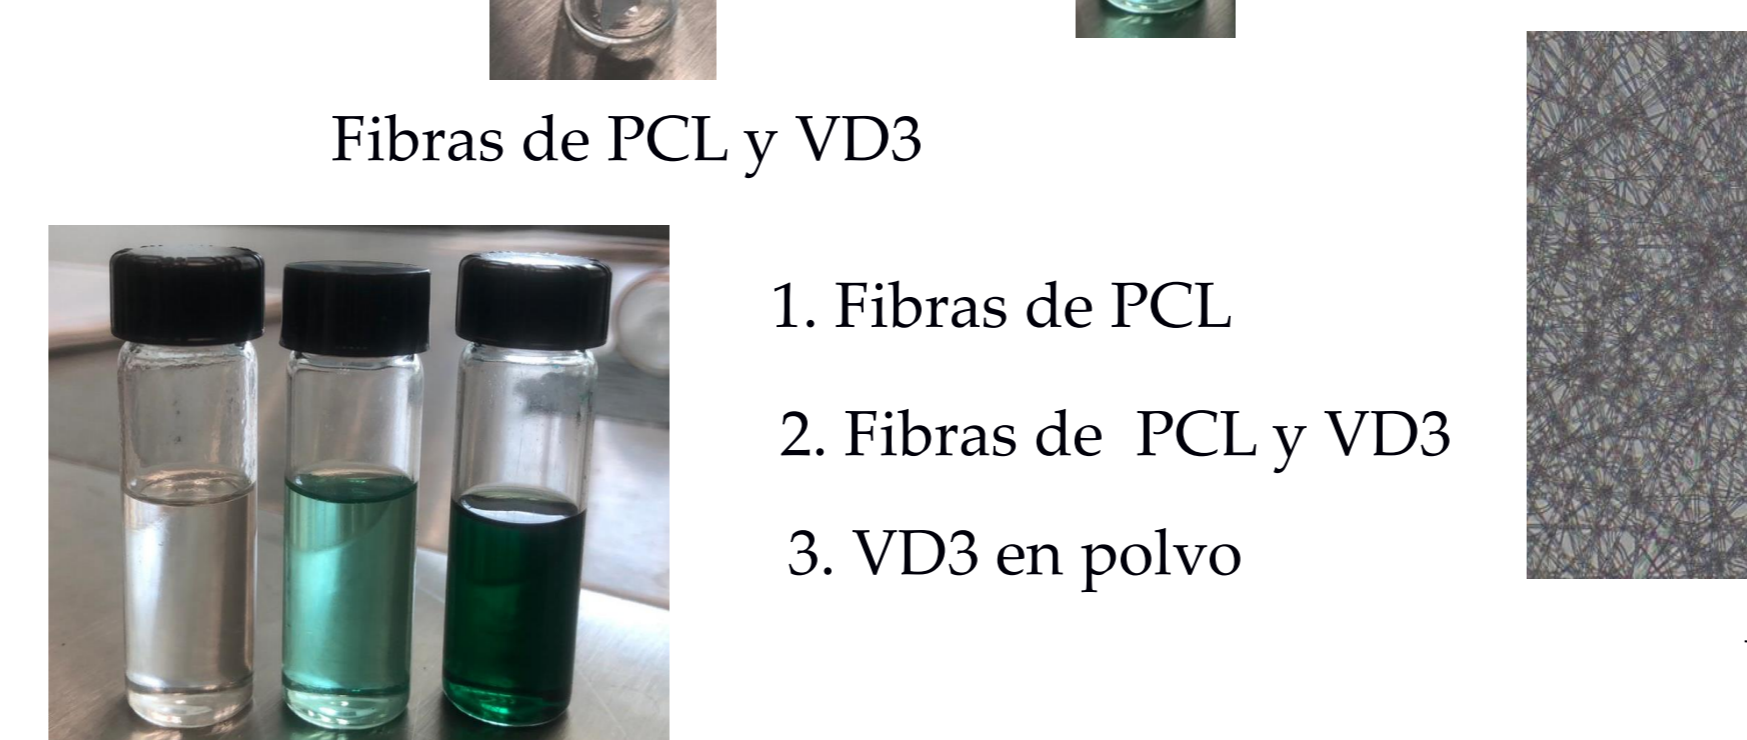 Fibras de PCL y VD3
1. Fibras de PCL
2. Fibras de  PCL y VD3
3. VD3 en polvo